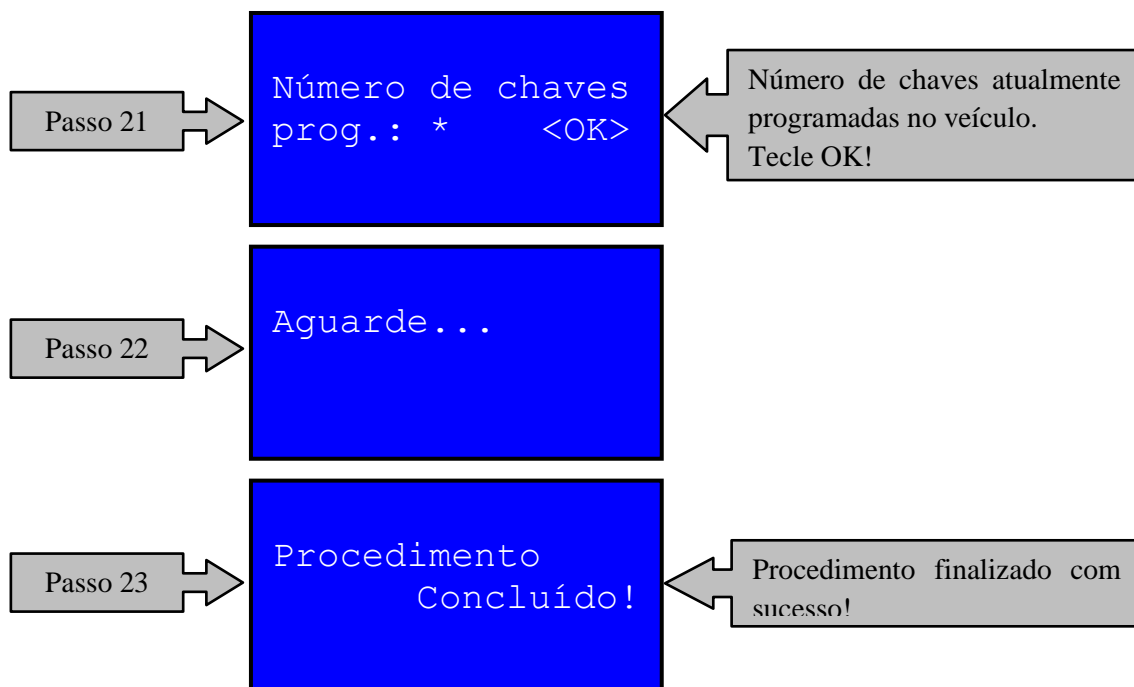 Passo 21
Número de chaves
prog.: * <OK>
Número de chaves atualmente
programadas no veículo.
Tecle OK!
Passo 22
Aguarde...
Passo 23
Procedimento
Concluído!
Procedimento finalizado com
sucesso!